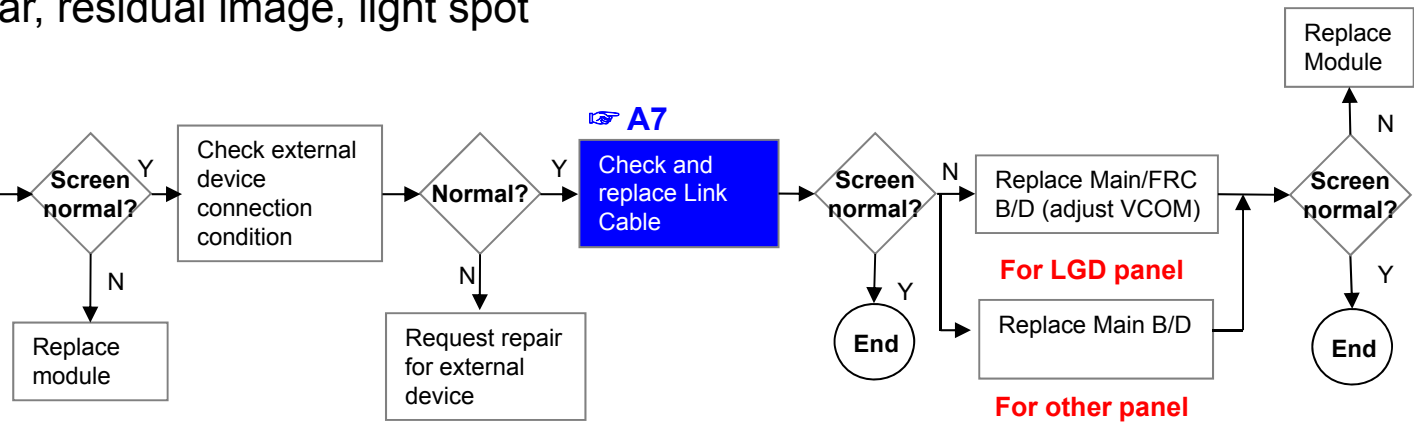 ar, residual image, light spot
Screen
normal?
Y
N
Replace
module
Check external
device
connection
condition
Normal?
Y
N
Request repair
for external
device
☞ A7
Check and
replace Link
Cable
Screen
normal?
N
Y
End
Replace Main/FRC
B/D (adjust VCOM)
For LGD panel
Replace Main B/D
For other panel
Screen
normal?
N
Replace
Module
Y
End